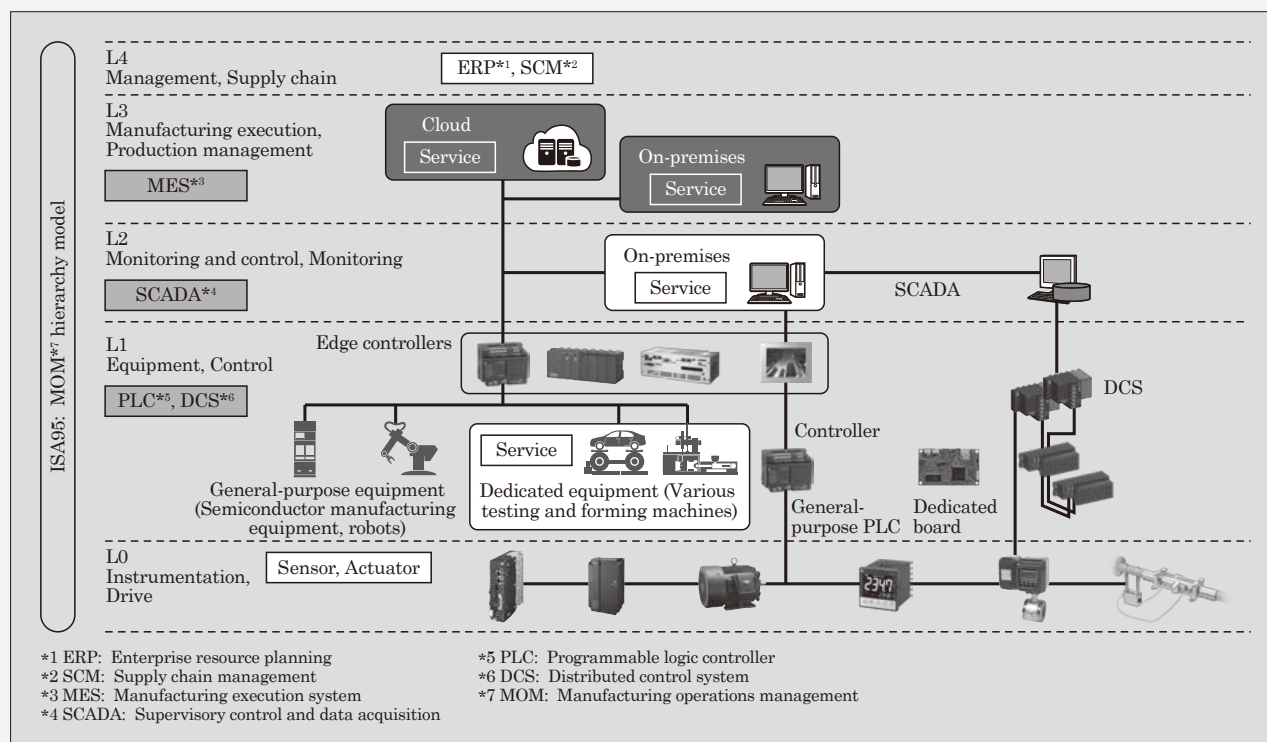 ISA95: MOM*7 hierarchy model
L4
Management, Supply chain
ERP*1, SCM*2
L3
Manufacturing execution,
Production management
MES*3
Cloud
Service
On-premises
Service
L2
Monitoring and control, Monitoring
SCADA*4
On-premises
Service
SCADA
L1
Equipment, Control
PLC*5, DCS*6
Edge controllers
DCS
Controller
General-purpose equipment
(Semiconductor manufacturing
equipment, robots)
Service
Dedicated equipment (Various
testing and forming machines)
General-
purpose PLC
Dedicated
board
L0
Instrumentation,
Drive
Sensor, Actuator
2347
*1 ERP: Enterprise resource planning
*2 SCM: Supply chain management
*3 MES: Manufacturing execution system
*4 SCADA: Supervisory control and data acquisition
*5 PLC: Programmable logic controller
*6 DCS: Distributed control system
*7 MOM: Manufacturing operations management